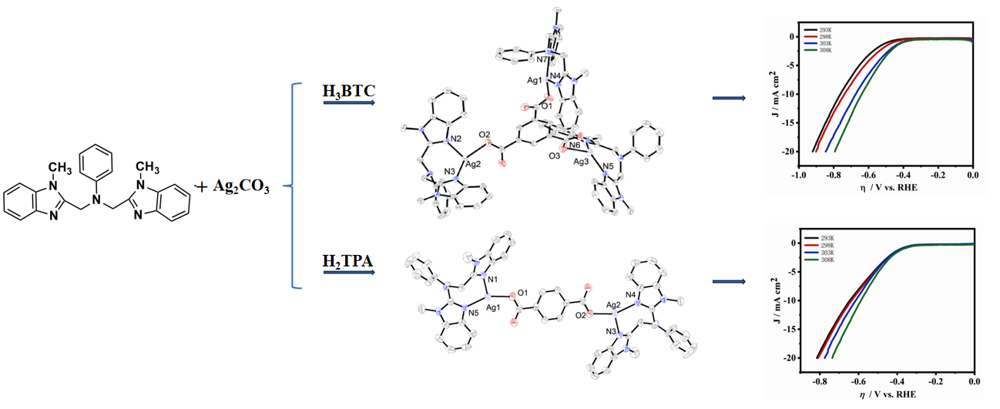 CH₃
CH₃
N
N
N
N
N
+ Ag₂CO₃
H₃BTC
H₂TPA
N7
Ag1
N4
O1
N2
O2
Ag2
N3
N6
O3
Ag3
N5
N1
O1
Ag1
N5
Ag2
N4
O2
N3
293K
298K
303K
308K
0
-5
-10
-15
-20
J / mA cm²
-1.0 -0.8 -0.6 -0.4 -0.2 0.0
η / V vs. RHE
293K
298K
303K
308K
0
-5
-10
-15
-20
J / mA cm²
-0.8 -0.6 -0.4 -0.2 0.0
η / V vs. RHE